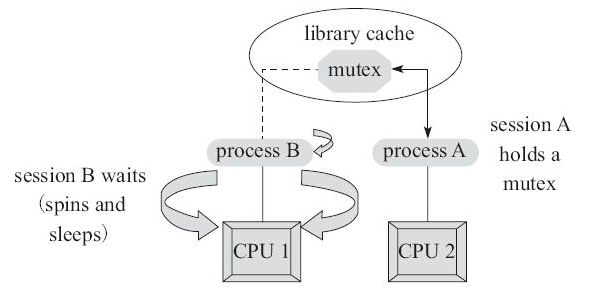 library cache
mutex
process B
process A
session A
holds a
mutex
session B waits
(spins and
sleeps)
CPU 1
CPU 2